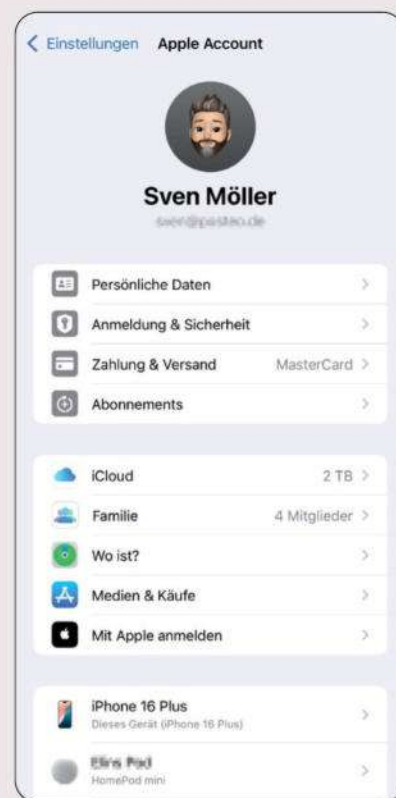 Einstellungen Apple Account
Sven Möller
Persönliche Daten
Anmeldung & Sicherheit
Zahlung & Versand MasterCard
Abonnements
iCloud 2 TB
Familie 4 Mitglieder
Wo ist?
Medien & Käufe
Mit Apple anmelden
iPhone 16 Plus
Dieses Gerät (iPhone 16 Plus)
HomePod mini